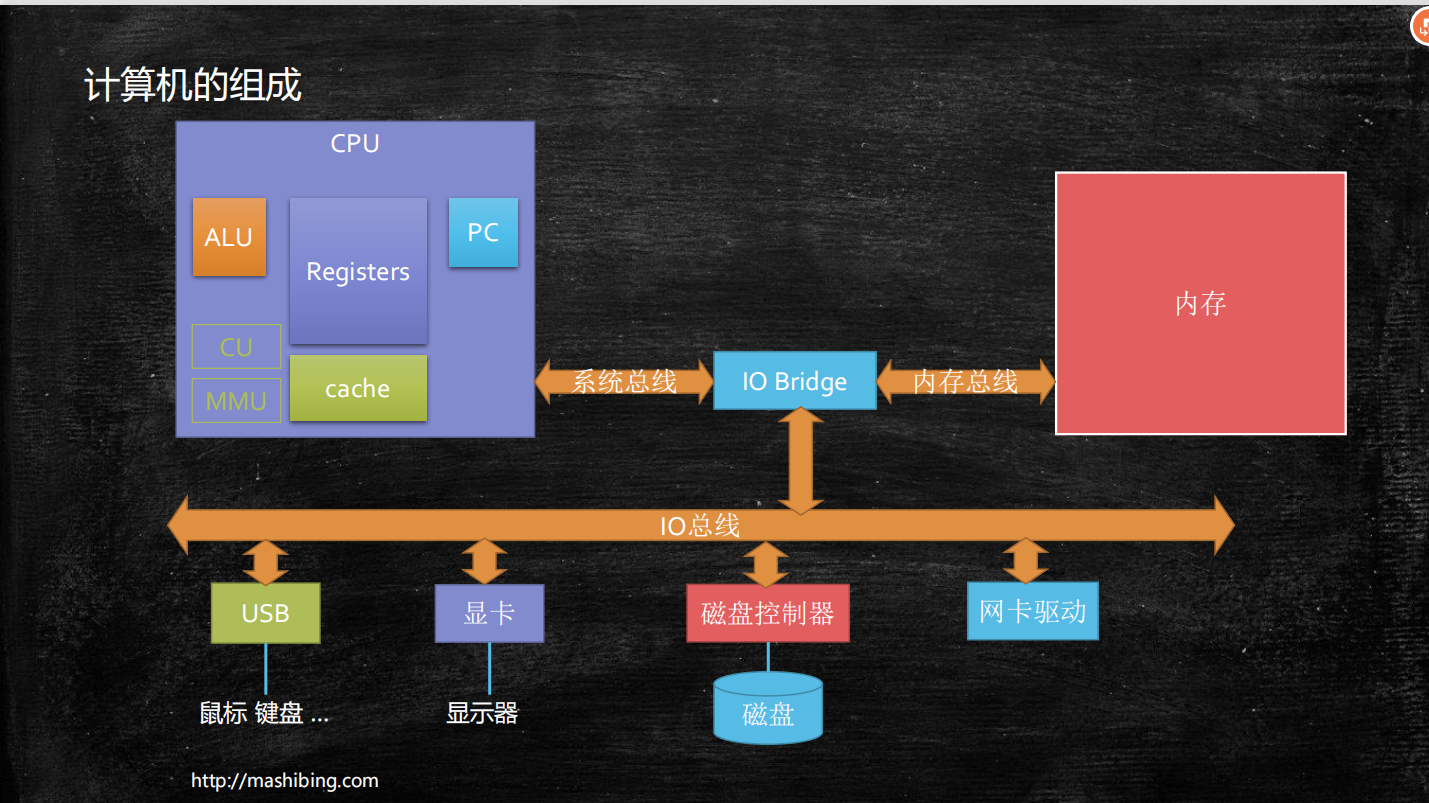 计算机的组成
CPU
ALU
Registers
PC
CU
MMU
cache
系统总线
IO Bridge
内存总线
内存
IO总线
USB
显卡
磁盘控制器
网卡驱动
鼠标 键盘 ...
显示器
磁盘
http://mashibing.com